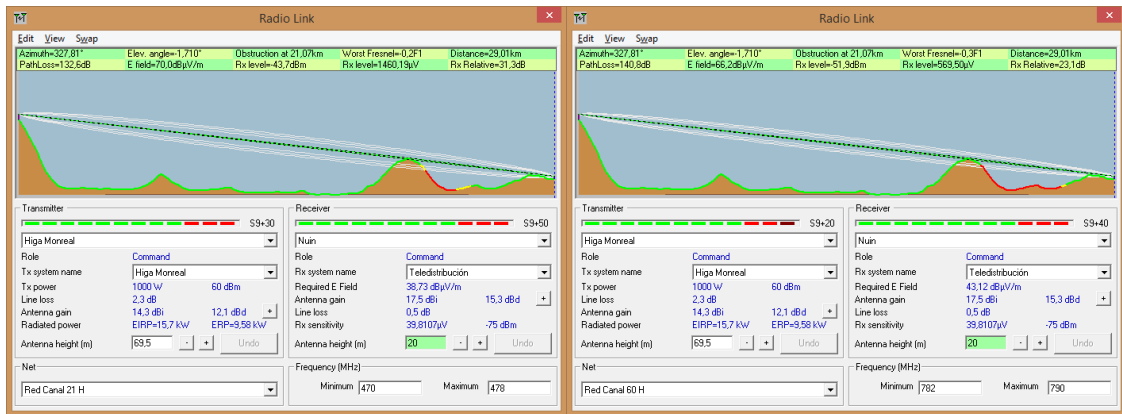 Radio Link
Edit View Swap
Azimuth=327,81° Elev. angle=-1,710° Obstruction at 21,07km Worst Fresnel=-0,2F1 Distance=29,01km
PathLoss=132,6dB E field=70,0dBµV/m Rx level=-43,7dBm Rx level=1460,19µV Rx Relative=31,3dB
Transmitter
S9+30
Higa Monreal
Role Command
Tx system name Higa Monreal
Tx power 1000 W 60 dBm
Line loss 2,3 dB
Antenna gain 14,3 dBi 12,1 dBd +
Radiated power EIRP=15,7 kW ERP=9,58 kW
Antenna height (m) 69,5 - + Undo
Net
Red Canal 21 H
Receiver
S9+50
Nuin
Role Command
Rx system name Teledistribución
Required E Field 38,73 dBµV/m
Antenna gain 17,5 dBi 15,3 dBd +
Line loss 0,5 dB
Rx sensitivity 39,8107µV -75 dBm
Antenna height (m) 20 - + Undo
Frequency (MHz)
Minimum 470 Maximum 478
Radio Link
Edit View Swap
Azimuth=327,81° Elev. angle=-1,710° Obstruction at 21,07km Worst Fresnel=-0,3F1 Distance=29,01km
PathLoss=140,8dB E field=66,2dBµV/m Rx level=-51,9dBm Rx level=569,50µV Rx Relative=23,1dB
Transmitter
S9+20
Higa Monreal
Role Command
Tx system name Higa Monreal
Tx power 1000 W 60 dBm
Line loss 2,3 dB
Antenna gain 14,3 dBi 12,1 dBd +
Radiated power EIRP=15,7 kW ERP=9,58 kW
Antenna height (m) 69,5 - + Undo
Net
Red Canal 60 H
Receiver
S9+40
Nuin
Role Command
Rx system name Teledistribución
Required E Field 43,12 dBµV/m
Antenna gain 17,5 dBi 15,3 dBd +
Line loss 0,5 dB
Rx sensitivity 39,8107µV -75 dBm
Antenna height (m) 20 - + Undo
Frequency (MHz)
Minimum 782 Maximum 790